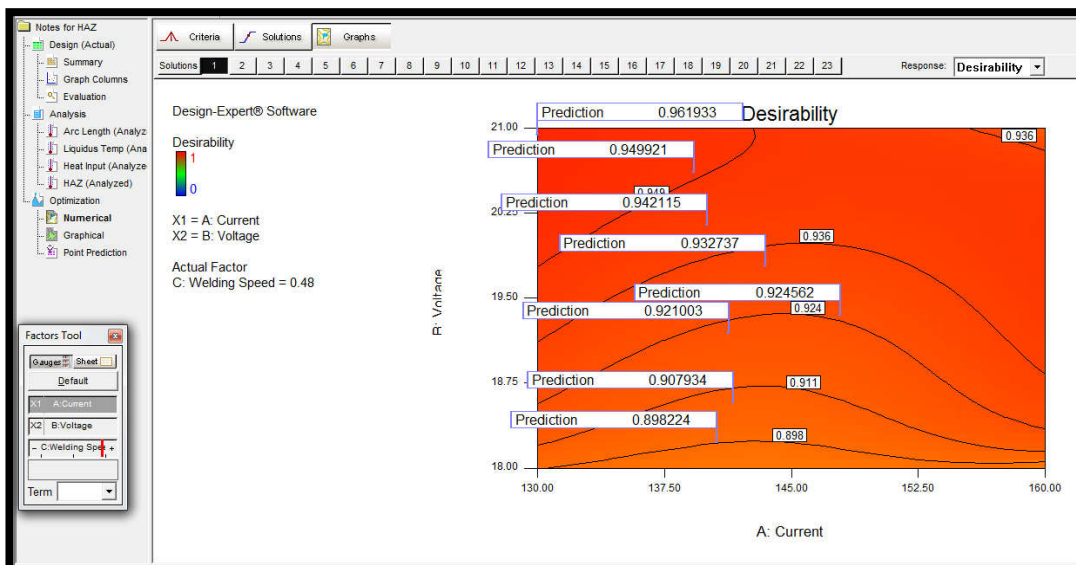 Notes for HAZ
Design (Actual)
Summary
Graph Columns
Evaluation
Analysis
Arc Length (Analyz
Liquidus Temp (Ana
Heat Input (Analyze
HAZ (Analyzed)
Optimization
Numerical
Graphical
Point Prediction
Criteria
Solutions
Graphs
Solutions 1 2 3 4 5 6 7 8 9 10 11 12 13 14 15 16 17 18 19 20 21 22 23
Response: Desirability
Design-Expert® Software
Desirability
1
0
X1 = A: Current
X2 = B: Voltage
Actual Factor
C: Welding Speed = 0.48
Desirability
Prediction 0.961933
Prediction 0.949921
Prediction 0.942115
Prediction 0.932737
Prediction 0.924562
Prediction 0.921003
Prediction 0.907934
Prediction 0.898224
0.936
0.949
0.936
0.924
0.911
0.898
21.00
20.25
19.50
18.75
18.00
B: Voltage
130.00 137.50 145.00 152.50 160.00
A: Current
Factors Tool
Gauges Sheet
Default
X1 A:Current
X2 B:Voltage
− C:Welding Spe +
Term